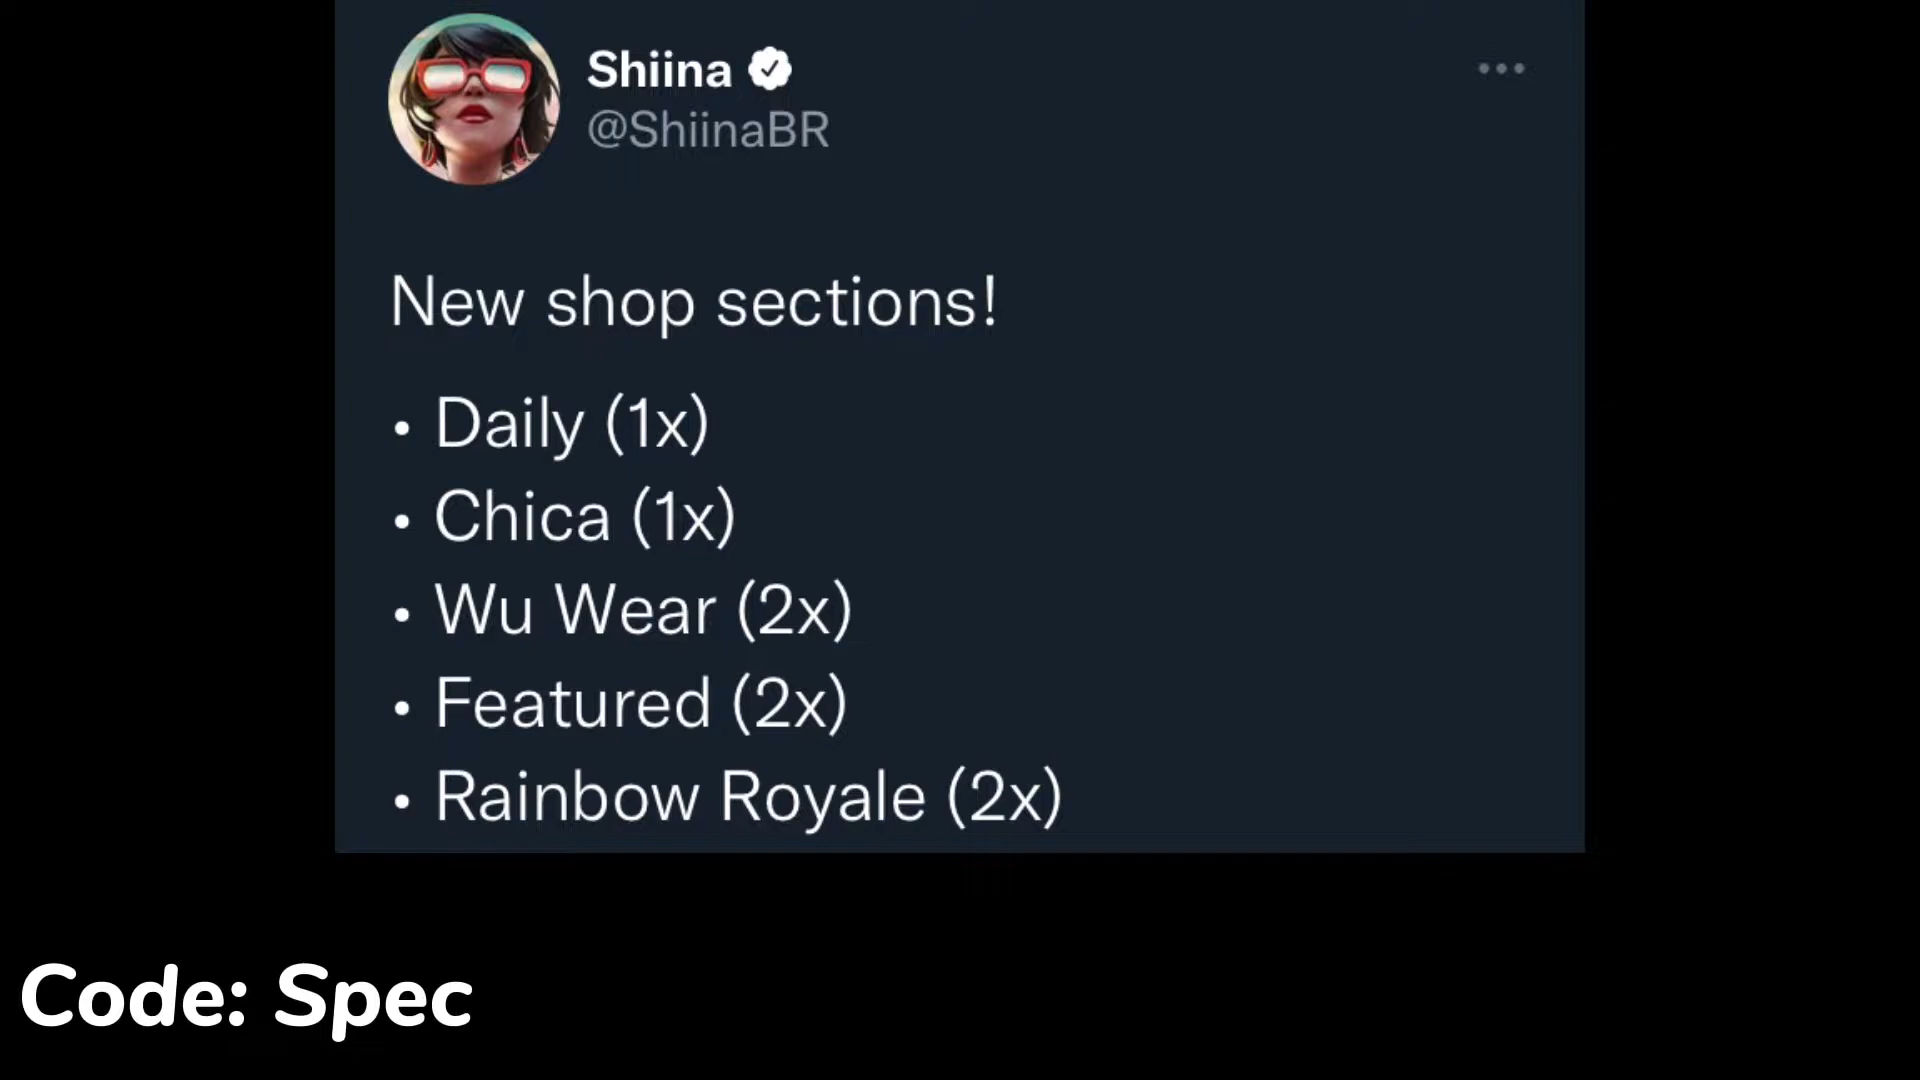 Shiina
@ShiinaBR
New shop sections!
• Daily (1x)
• Chica (1x)
• Wu Wear (2x)
• Featured (2x)
• Rainbow Royale (2x)
Code: Spec